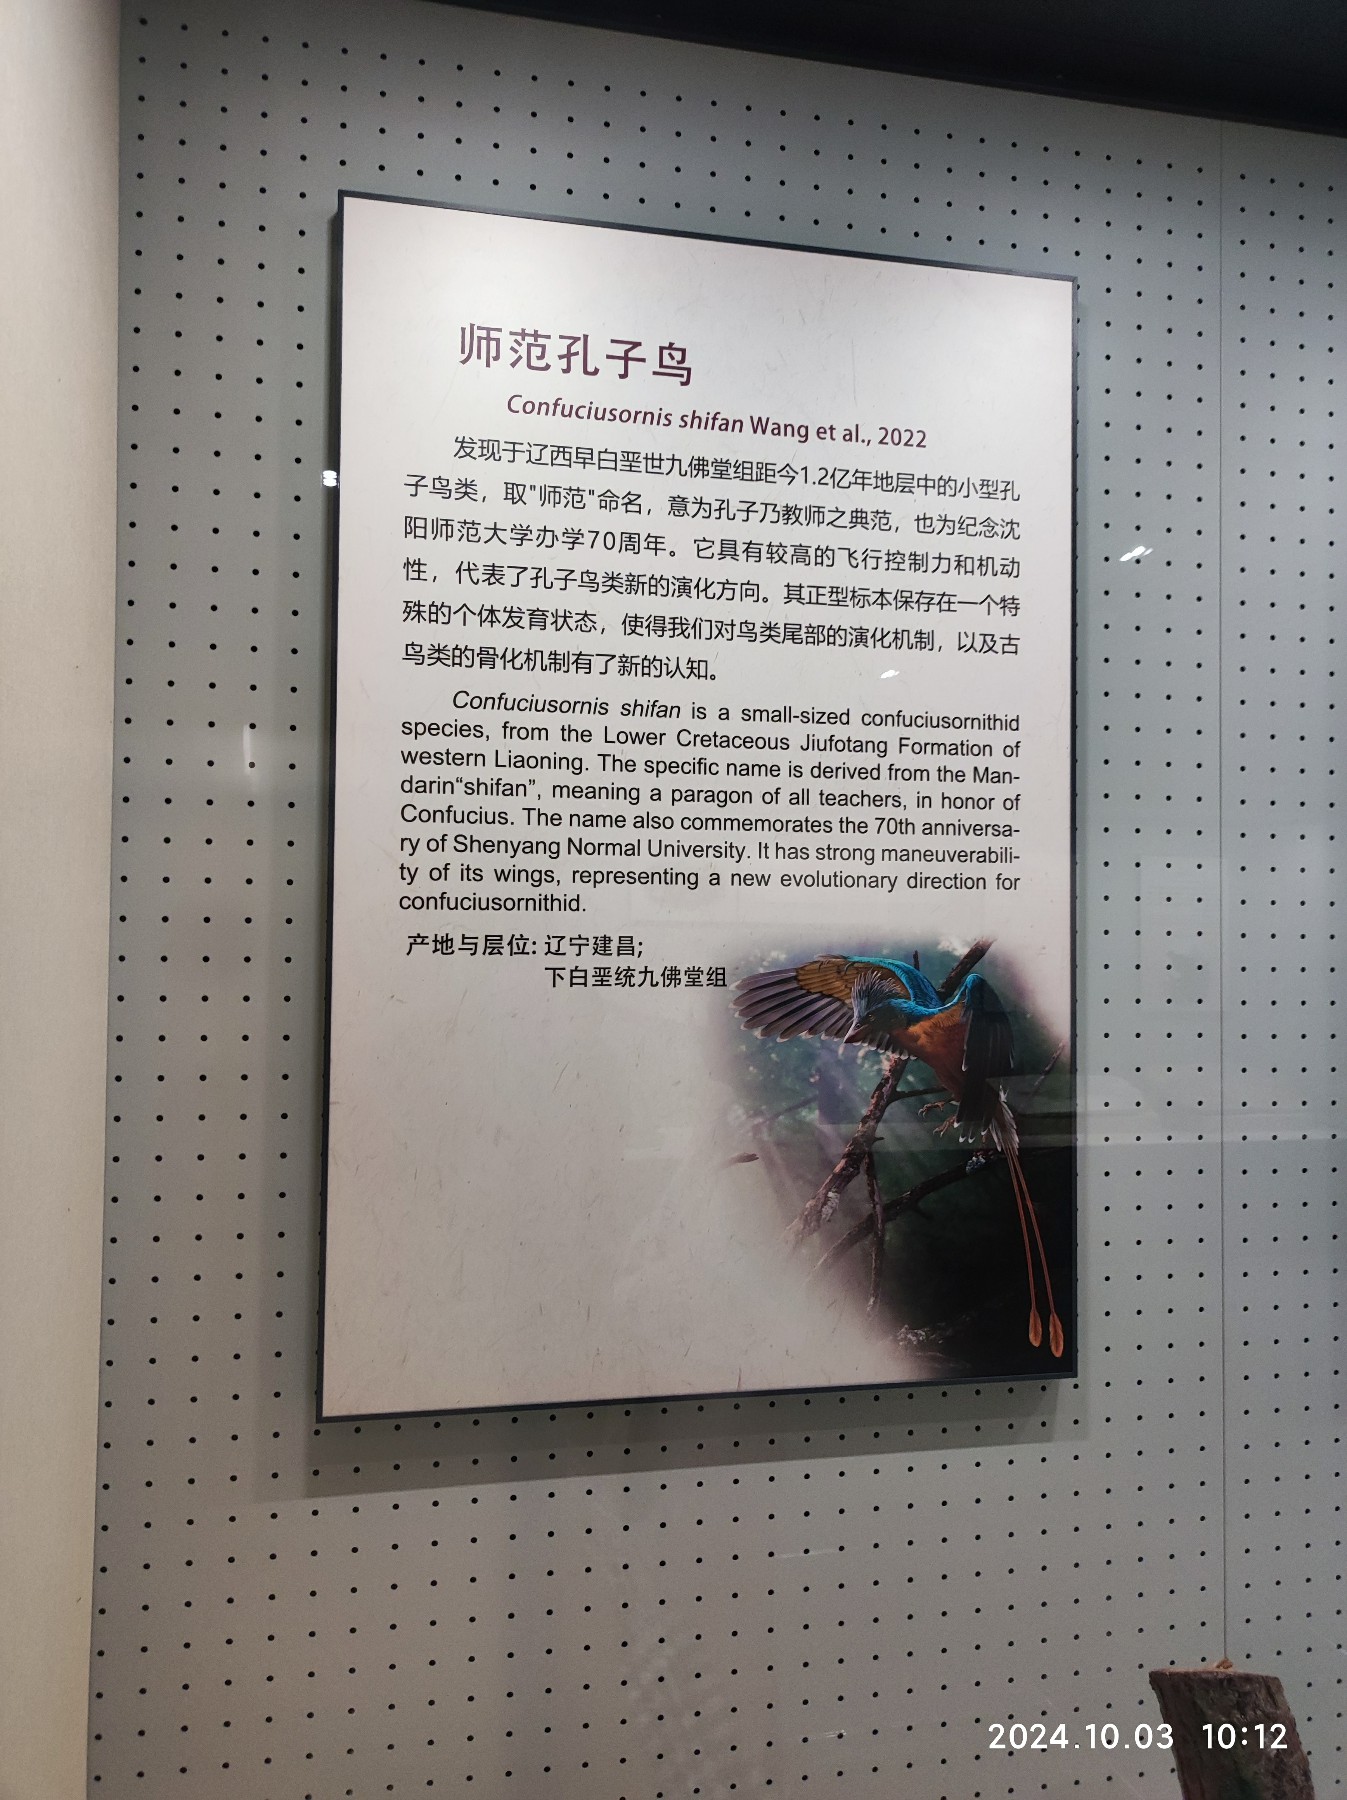 师范孔子鸟
Confuciusornis shifan Wang et al., 2022
发现于辽西早白垩世九佛堂组距今1.2亿年地层中的小型孔
子鸟类，取"师范"命名，意为孔子乃教师之典范，也为纪念沈
阳师范大学办学70周年。它具有较高的飞行控制力和机动
性，代表了孔子鸟类新的演化方向。其正型标本保存在一个特
殊的个体发育状态，使得我们对鸟类尾部的演化机制，以及古
鸟类的骨化机制有了新的认知。
Confuciusornis shifan is a small-sized confuciusornithid
species, from the Lower Cretaceous Jiufotang Formation of
western Liaoning. The specific name is derived from the Man-
darin“shifan”, meaning a paragon of all teachers, in honor of
Confucius. The name also commemorates the 70th anniversa-
ry of Shenyang Normal University. It has strong maneuverabili-
ty of its wings, representing a new evolutionary direction for
confuciusornithid.
产地与层位: 辽宁建昌;
下白垩统九佛堂组
2024.10.03 10:12